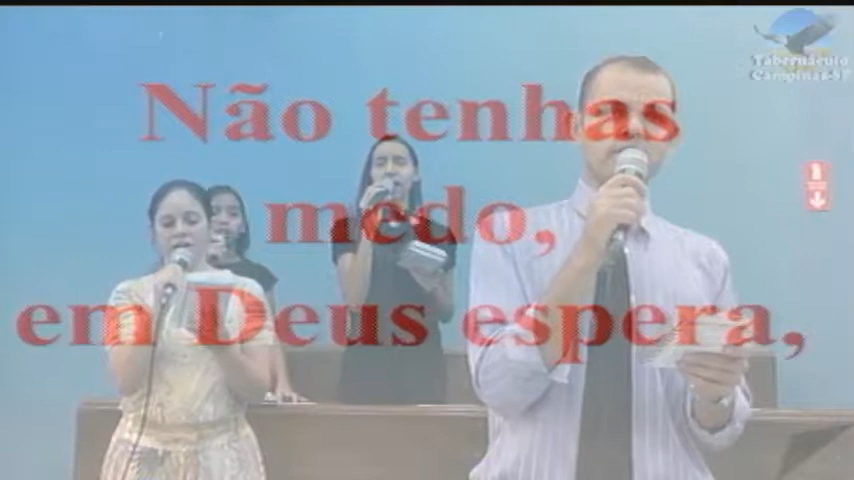 Tabernáculo
Campinas-SP
Não tenhas
medo,
em Deus espera,